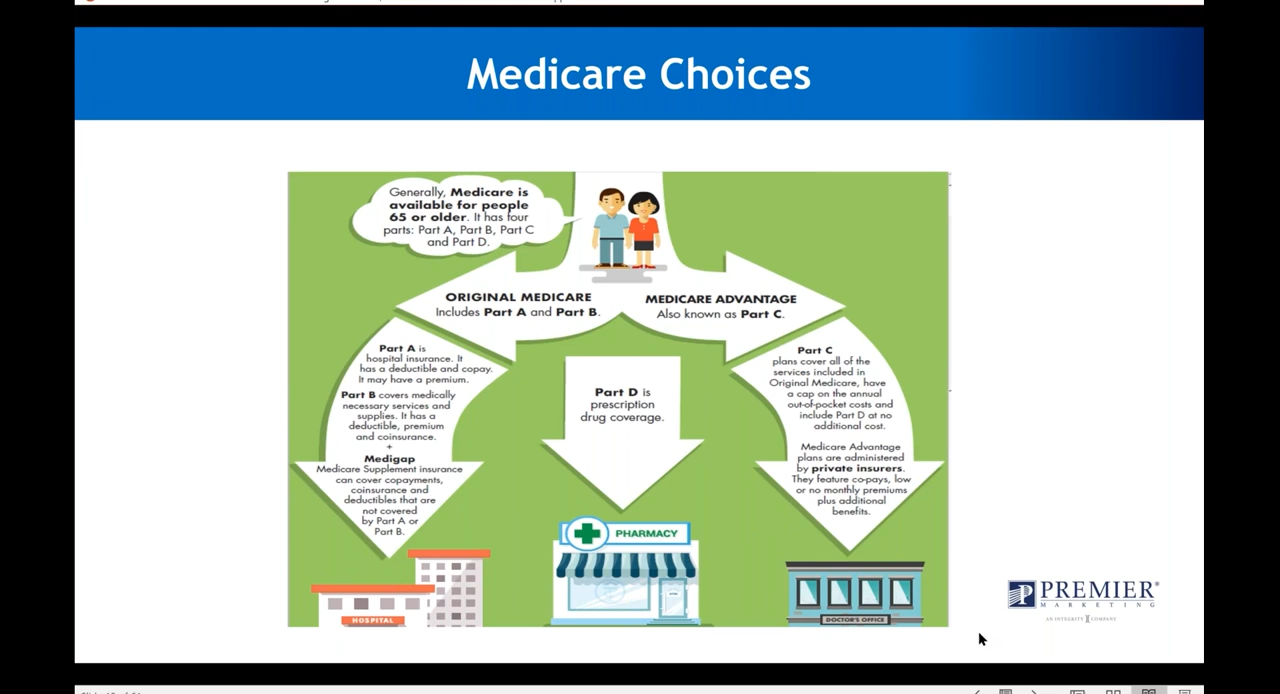 Medicare Choices
Generally, Medicare is
available for people
65 or older. It has four
parts: Part A, Part B, Part C
and Part D.
ORIGINAL MEDICARE
Includes Part A and Part B.
MEDICARE ADVANTAGE
Also known as Part C.
Part A is
hospital insurance. It
has a deductible and copay.
It may have a premium.
Part B covers medically
necessary services and
supplies. It has a
deductible, premium
and coinsurance.
+
Medigap
Medicare Supplement insurance
can cover copayments,
coinsurance and
deductibles that are
not covered
by Part A or
Part B.
Part D is
prescription
drug coverage.
Part C
plans cover all of the
services included in
Original Medicare, have
a cap on the annual
out-of-pocket costs and
include Part D at no
additional cost.
Medicare Advantage
plans are administered
by private insurers.
They feature co-pays, low
or no monthly premiums
plus additional
benefits.
HOSPITAL
PHARMACY
DOCTOR'S OFFICE
PREMIER®
MARKETING
AN INTEGRITY COMPANY